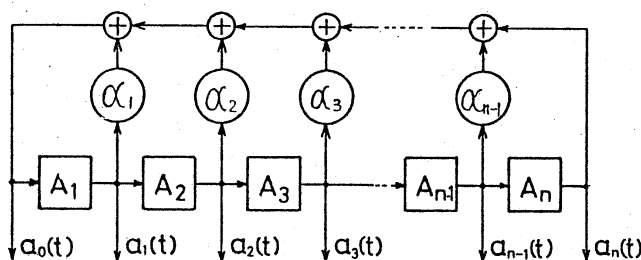 + + + +
α₁ α₂ α₃ αₙ₋₁
A₁ A₂ A₃ Aₙ₋₁ Aₙ
a₀(t) a₁(t) a₂(t) a₃(t) aₙ₋₁(t) aₙ(t)